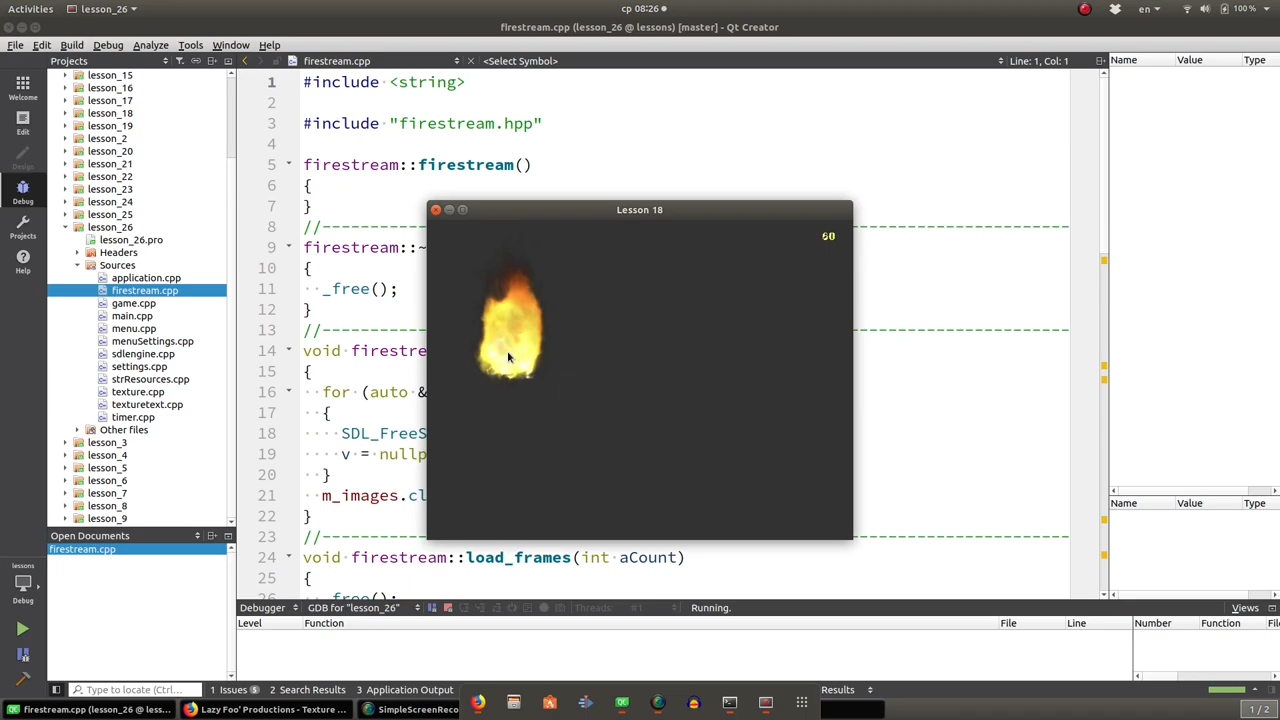 Activities lesson_26 ср 08:26 en 100 %
firestream.cpp (lesson_26 @ lessons) [master] - Qt Creator
File Edit Build Debug Analyze Tools Window Help
Projects firestream.cpp <Select Symbol> Line: 1, Col: 1 Name Value Type
Welcome
Edit
Design
Debug
Projects
Help
lesson_15
lesson_16
lesson_17
lesson_18
lesson_19
lesson_2
lesson_20
lesson_21
lesson_22
lesson_23
lesson_24
lesson_25
lesson_26
lesson_26.pro
Headers
Sources
application.cpp
firestream.cpp
game.cpp
main.cpp
menu.cpp
menuSettings.cpp
sdlengine.cpp
settings.cpp
strResources.cpp
texture.cpp
texturetext.cpp
timer.cpp
Other files
lesson_3
lesson_4
lesson_5
lesson_6
lesson_7
lesson_8
lesson_9
Open Documents
firestream.cpp
1 #include <string>
2
3 #include "firestream.hpp"
4
5 firestream::firestream()
6 {
7 }
8 //--------------------
9 firestream::~
10 {
11 _free();
12 }
13 //--------------------
14 void firestre
15 {
16 for (auto &
17 {
18 SDL_FreeS
19 v = nullp
20 }
21 m_images.cl
22 }
23 //--------------------
24 void firestream::load_frames(int aCount)
25 {
26 _free();
Lesson 18
60
Name Value Type
lessons
Debug
Debugger GDB for "lesson_26" Threads: #1 Running. Views
Level Function File Line Number Function File
Type to locate (Ctrl... 1 Issues 5 2 Search Results 3 Application Output Results
firestream.cpp (lesson_26 @ less... Lazy Foo' Productions - Texture ... SimpleScreenReco 1 / 2